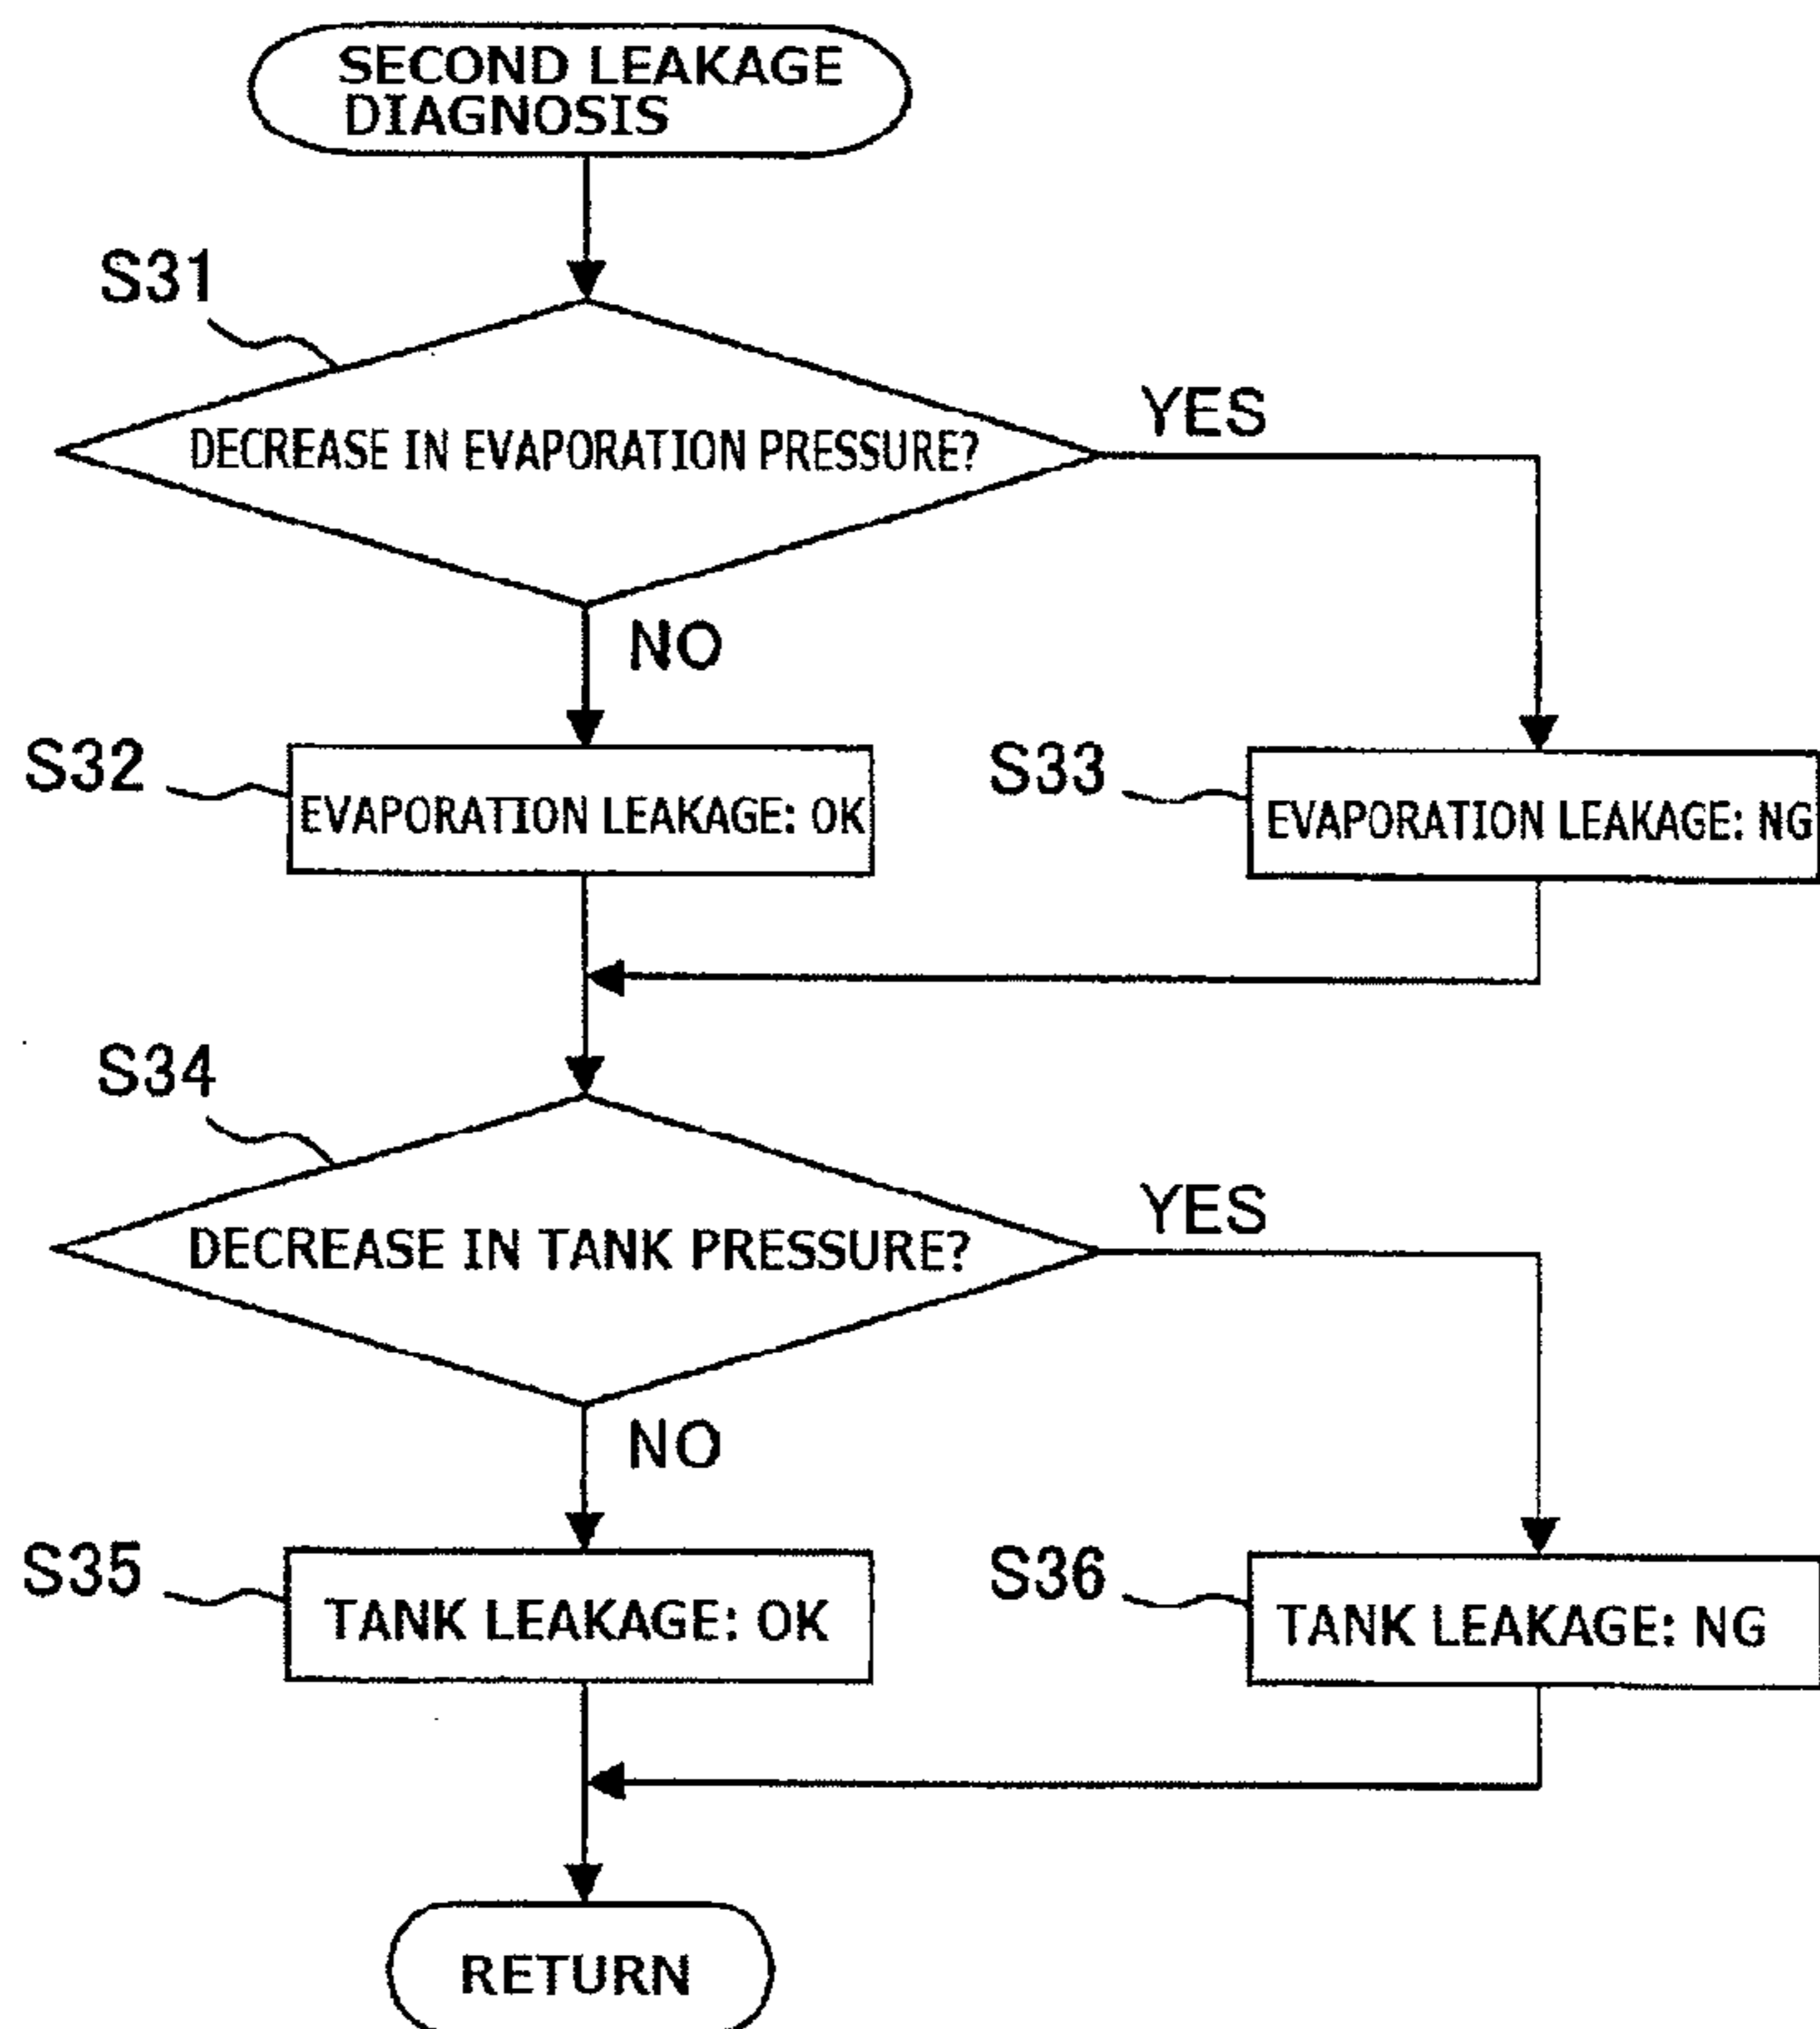 SECOND LEAKAGE
DIAGNOSIS
S31
DECREASE IN EVAPORATION PRESSURE?
YES
NO
S32
EVAPORATION LEAKAGE: OK
S33
EVAPORATION LEAKAGE: NG
S34
DECREASE IN TANK PRESSURE?
YES
NO
S35
TANK LEAKAGE: OK
S36
TANK LEAKAGE: NG
RETURN